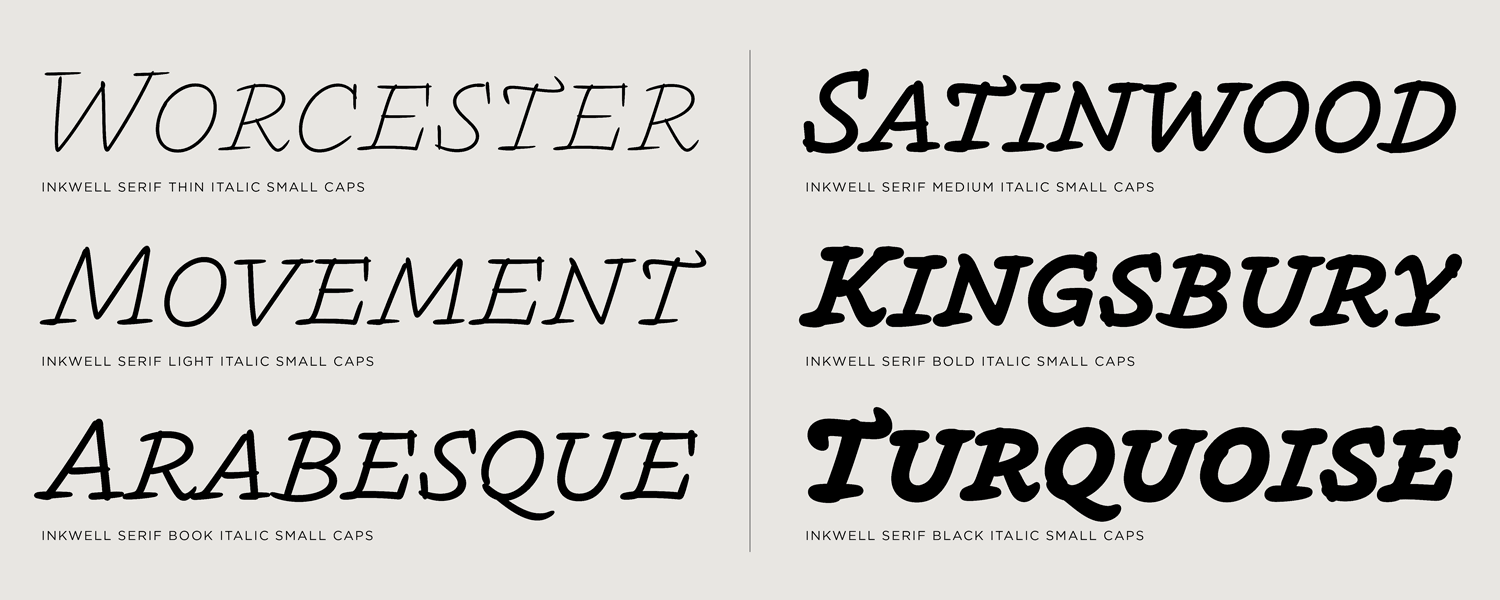 WORCESTER
INKWELL SERIF THIN ITALIC SMALL CAPS
MOVEMENT
INKWELL SERIF LIGHT ITALIC SMALL CAPS
ARABESQUE
INKWELL SERIF BOOK ITALIC SMALL CAPS
SATINWOOD
INKWELL SERIF MEDIUM ITALIC SMALL CAPS
KINGSBURY
INKWELL SERIF BOLD ITALIC SMALL CAPS
TURQUOISE
INKWELL SERIF BLACK ITALIC SMALL CAPS